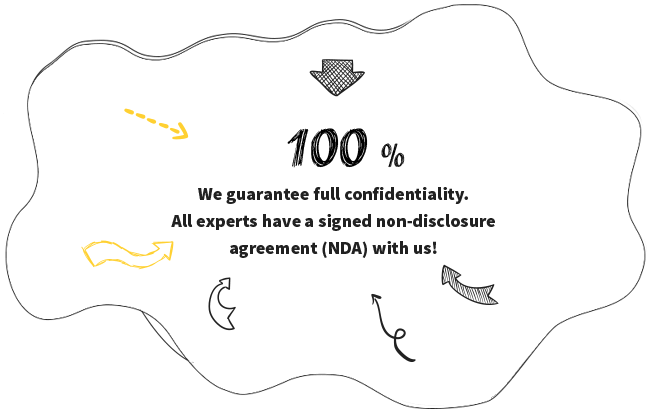 100 %
We guarantee full confidentiality.
All experts have a signed non-disclosure
agreement (NDA) with us!